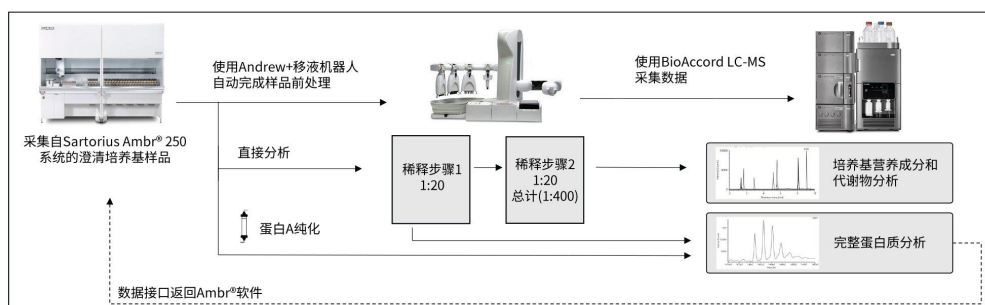 使用Andrew+移液机器人
自动完成样品前处理
使用BioAccord LC-MS
采集数据
采集自Sartorius Ambr® 250
系统的澄清培养基样品
直接分析
稀释步骤1
1:20
稀释步骤2
1:20
总计(1:400)
培养基营养成分和
代谢物分析
蛋白A纯化
完整蛋白质分析
数据接口返回Ambr®软件